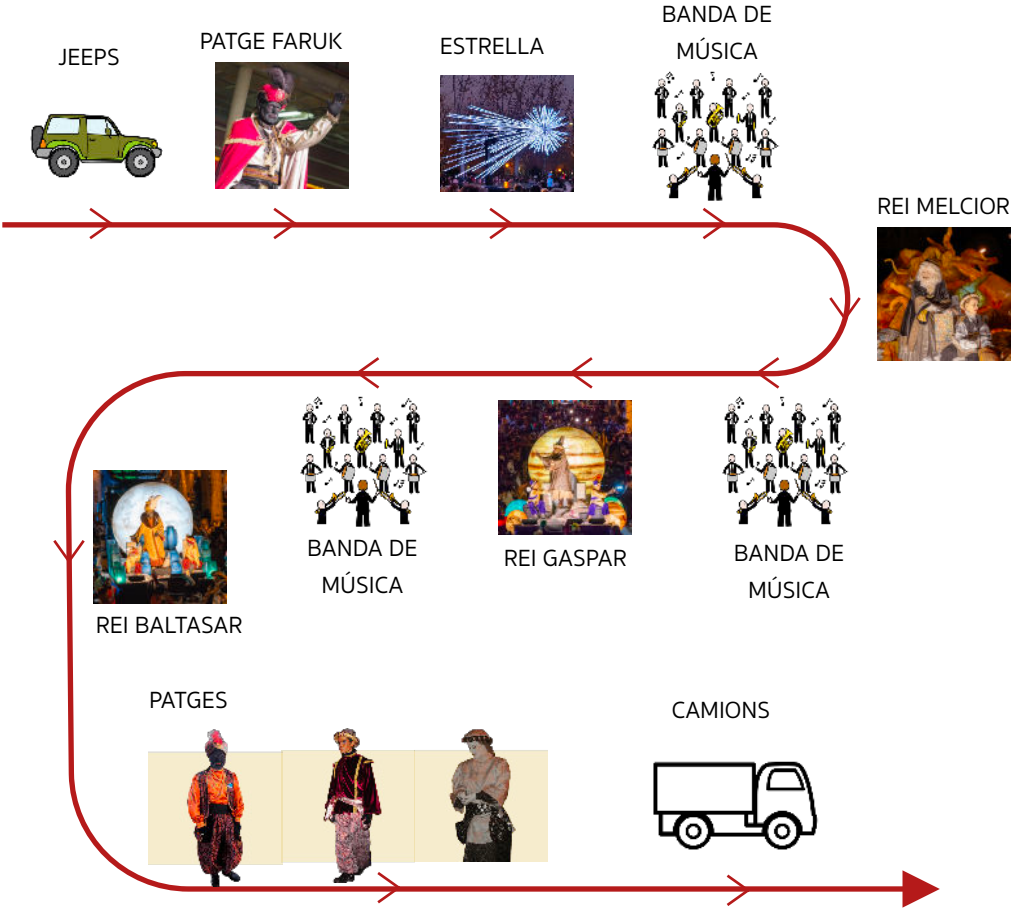 JEEPS
PATGE FARUK
ESTRELLA
BANDA DE
MÚSICA
REI MELCIOR
BANDA DE
MÚSICA
REI GASPAR
BANDA DE
MÚSICA
REI BALTASAR
PATGES
CAMIONS